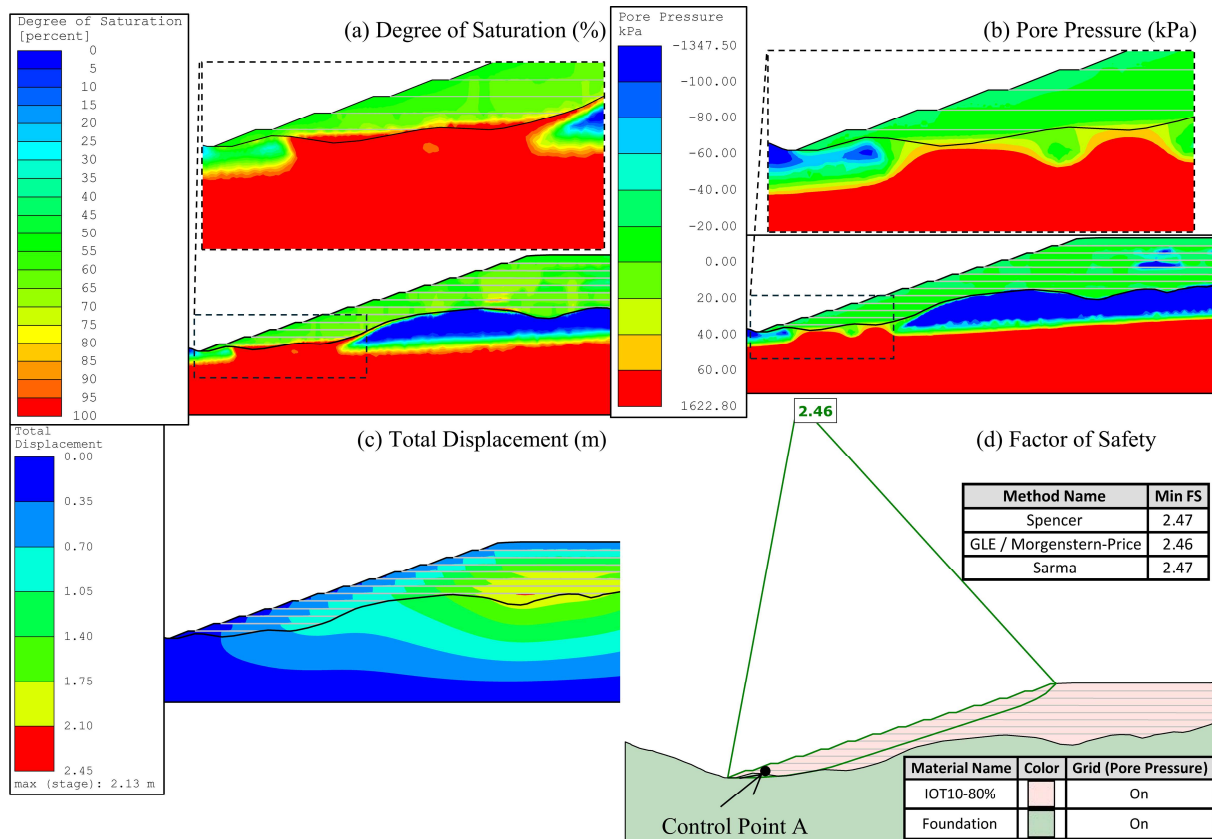 Degree of Saturation
[percent]
0
5
10
15
20
25
30
35
40
45
50
55
60
65
70
75
80
85
90
95
100
(a) Degree of Saturation (%)
Pore Pressure
kPa
-1347.50
-100.00
-80.00
-60.00
-40.00
-20.00
0.00
20.00
40.00
60.00
1622.80
(b) Pore Pressure (kPa)
Total
Displacement
0.00
0.35
0.70
1.05
1.40
1.75
2.10
2.45
max (stage): 2.13 m
(c) Total Displacement (m)
2.46
(d) Factor of Safety
Method Name Min FS
Spencer 2.47
GLE / Morgenstern-Price 2.46
Sarma 2.47
Control Point A
Material Name Color Grid (Pore Pressure)
IOT10-80% On
Foundation On